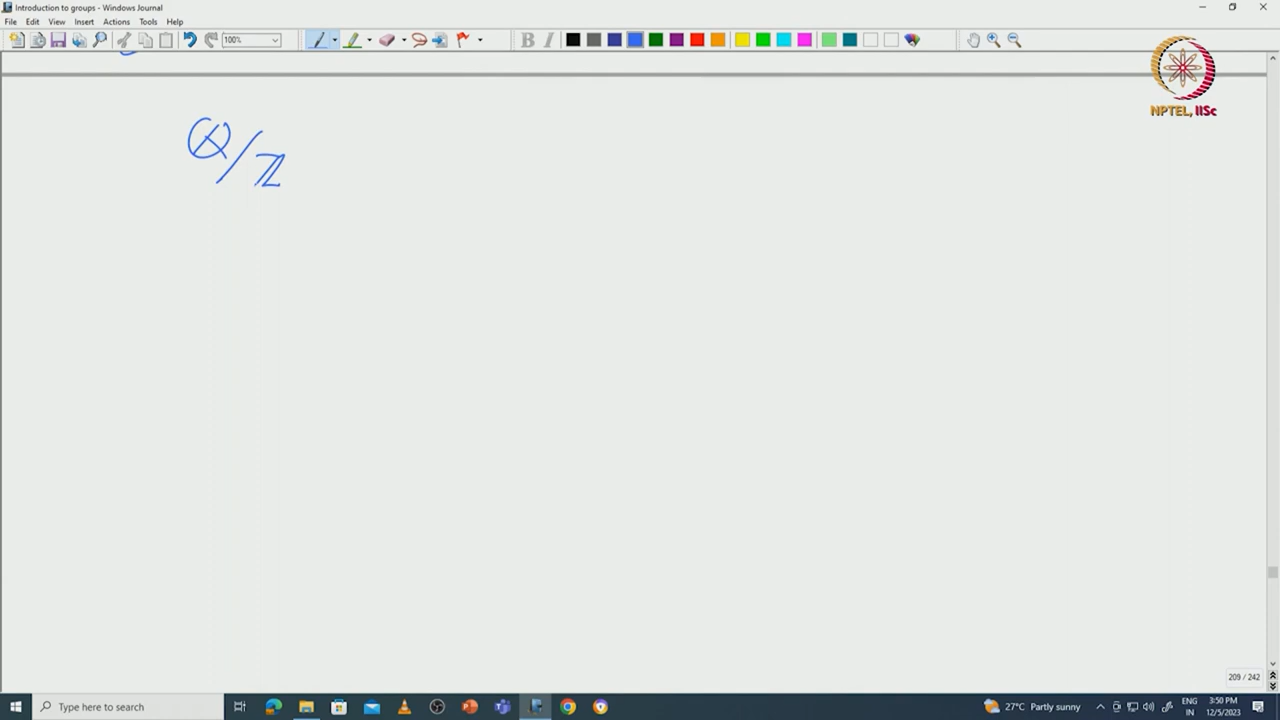 Introduction to groups - Windows Journal
File Edit View Insert Actions Tools Help
100% B I
NPTEL, IISc
ℚ/ℤ
209 / 242
Type here to search
27°C Partly sunny
ENG
IN
3:50 PM
12/5/2023